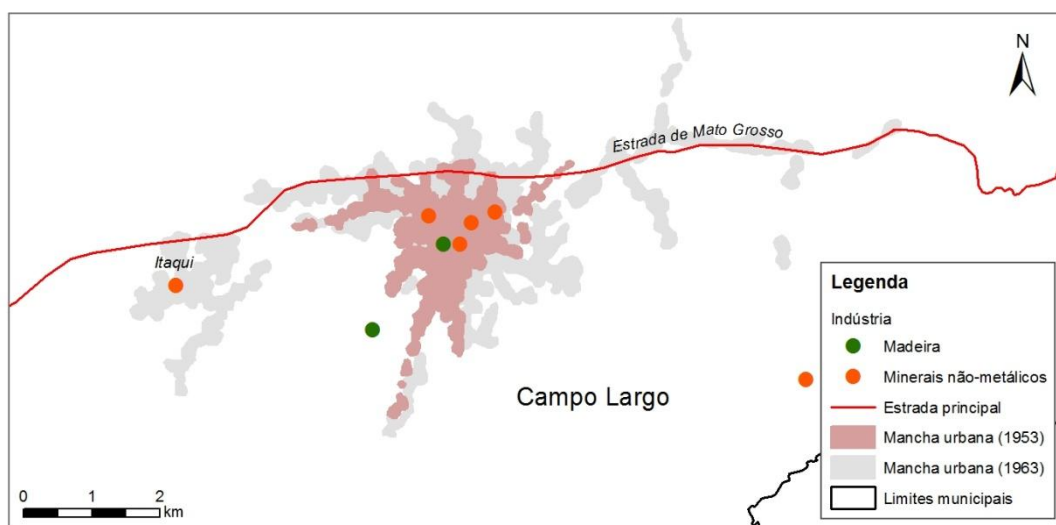 N
Estrada de Mato Grosso
Itaqui
Campo Largo
Legenda
Indústria
Madeira
Minerais não-metálicos
Estrada principal
Mancha urbana (1953)
Mancha urbana (1963)
Limites municipais
0 1 2
km